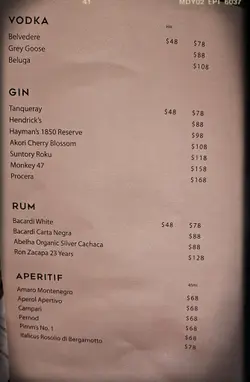 VODKA
Belvedere $48 $78
Grey Goose $88
Beluga $108
GIN
Tanqueray $48 $78
Hendrick's $88
Hayman's 1850 Reserve $98
Akori Cherry Blossom $108
Suntory Roku $118
Monkey 47 $158
Procera $168
RUM
Bacardi White $48 $78
Bacardi Carta Negra $88
Abelha Organic Silver Cachaca $88
Ron Zacapa 23 Years $128
APERITIF
Amaro Montenegro $68
Aperol Apertivo $68
Campari $68
Pernod $68
Pimm's No. 1 $68
Italicus Rosolio di Bergamotto $78